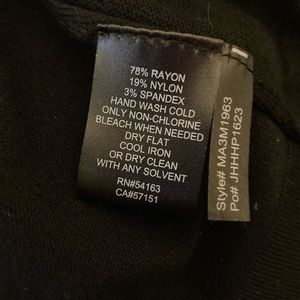 78% RAYON
19% NYLON
3% SPANDEX
HAND WASH COLD
ONLY NON-CHLORINE
BLEACH WHEN NEEDED
DRY FLAT
COOL IRON
OR DRY CLEAN
WITH ANY SOLVENT
RN#54163
CA#57151
Style# MA3M1963
Po# JHHHP1623